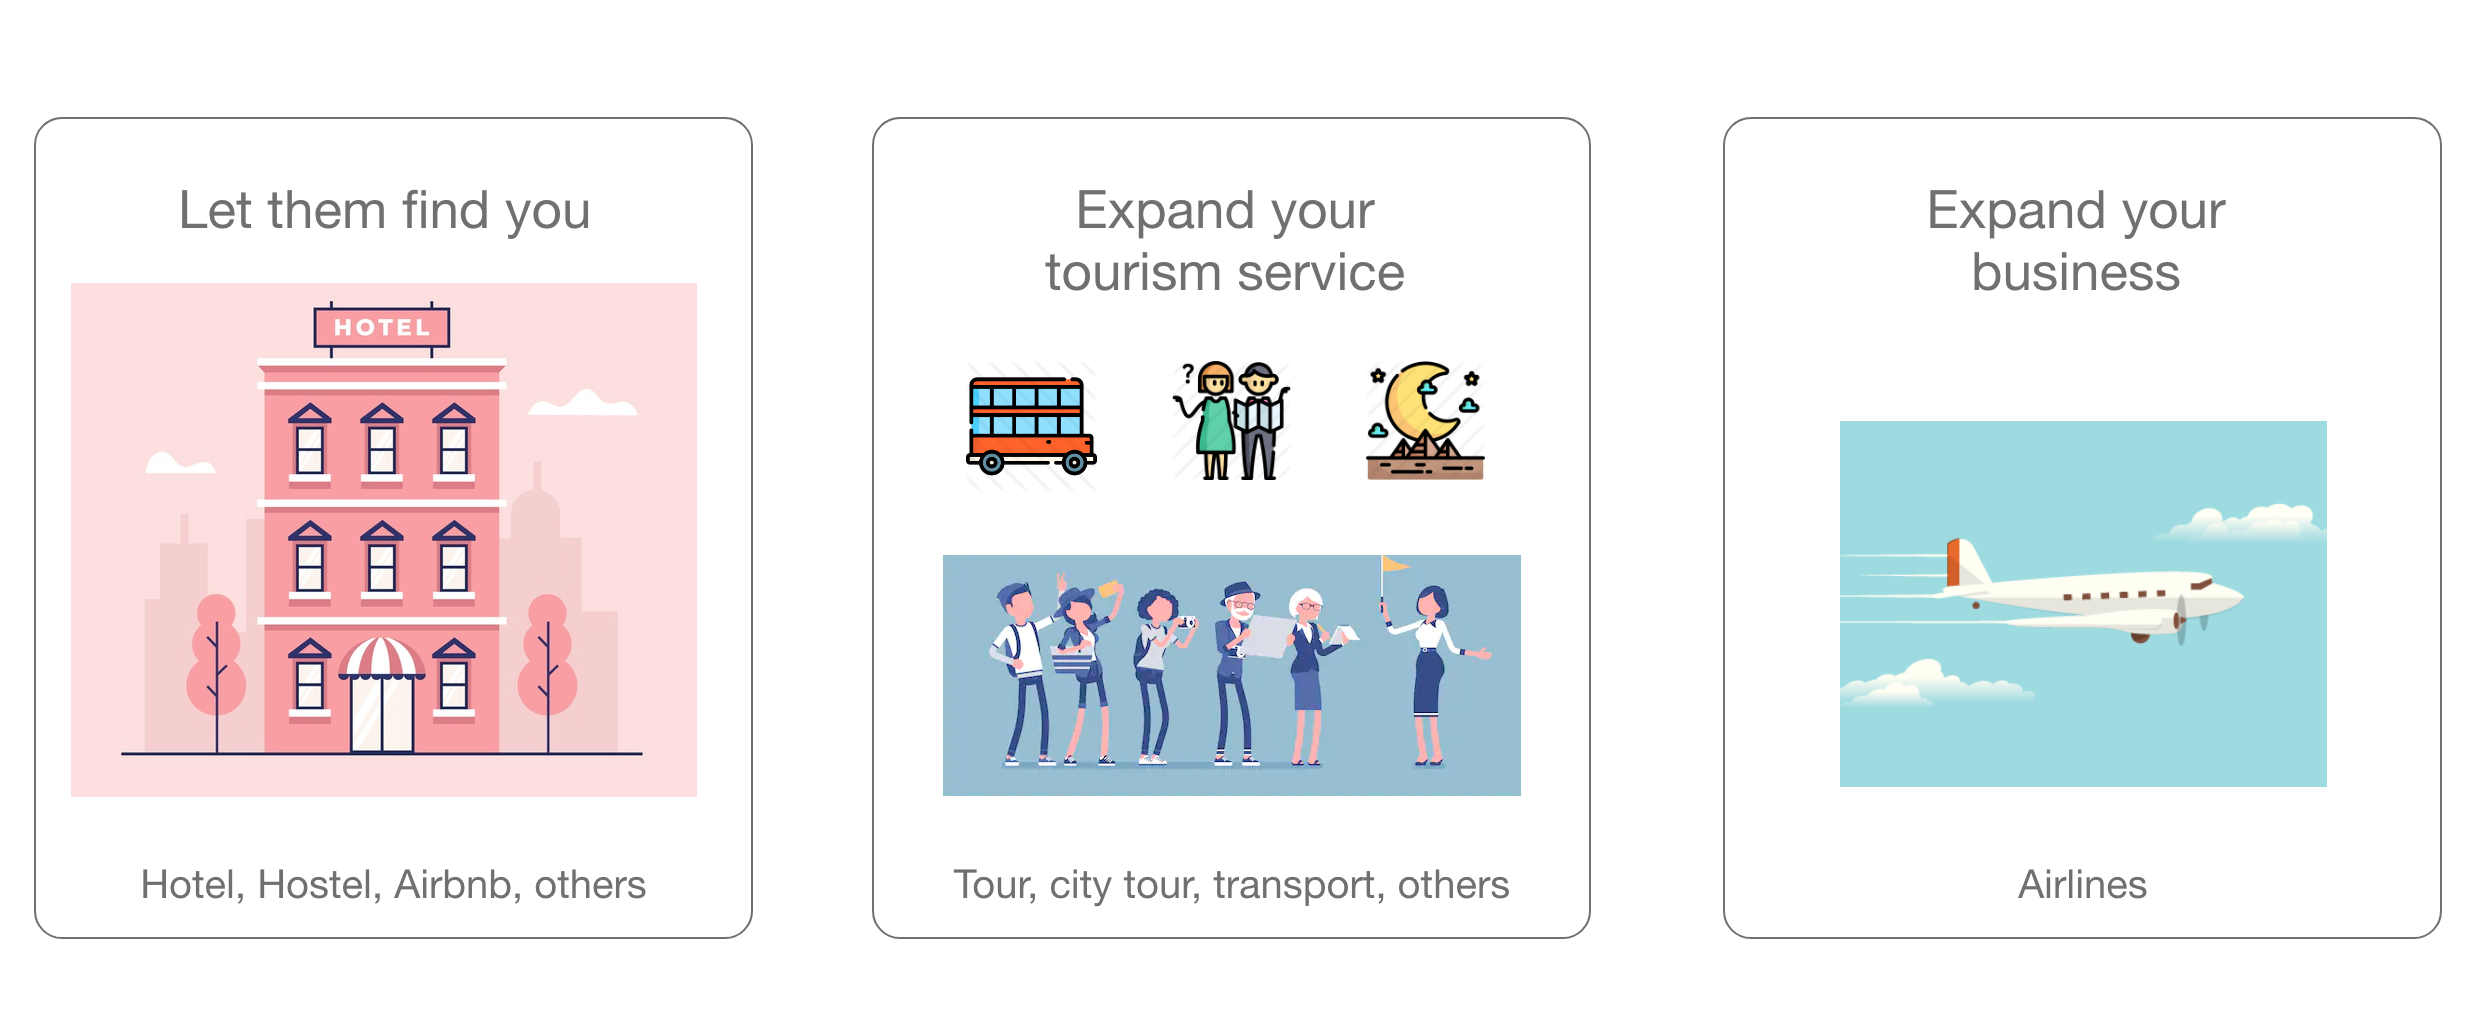 Let them find you
HOTEL
Hotel, Hostel, Airbnb, others
Expand your
tourism service
?
Tour, city tour, transport, others
Expand your
business
Airlines